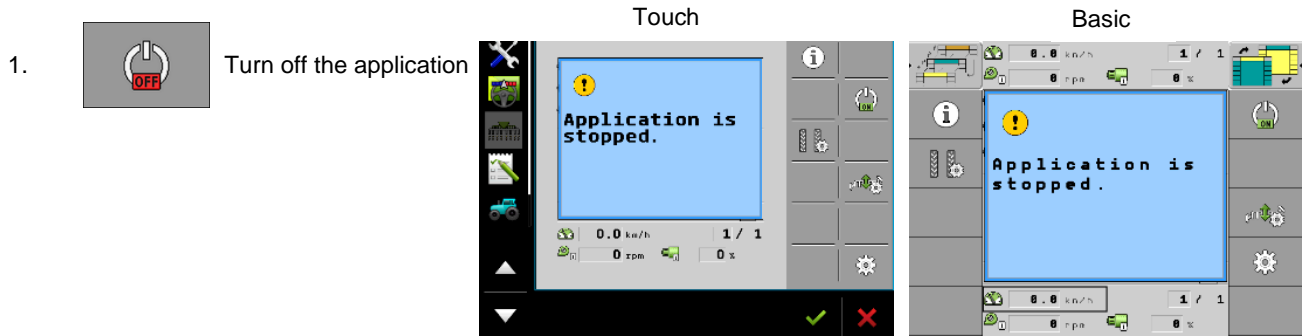 Touch
Basic
1.
OFF
Turn off the application
Application is
stopped.
0.0 km/h
1 / 1
0 rpm
0 %
i
ON
0.0 km/h
1 / 1
0 rpm
0 %
i
ON
Application is
stopped.
0.0 km/h
1 / 1
0 rpm
0 %